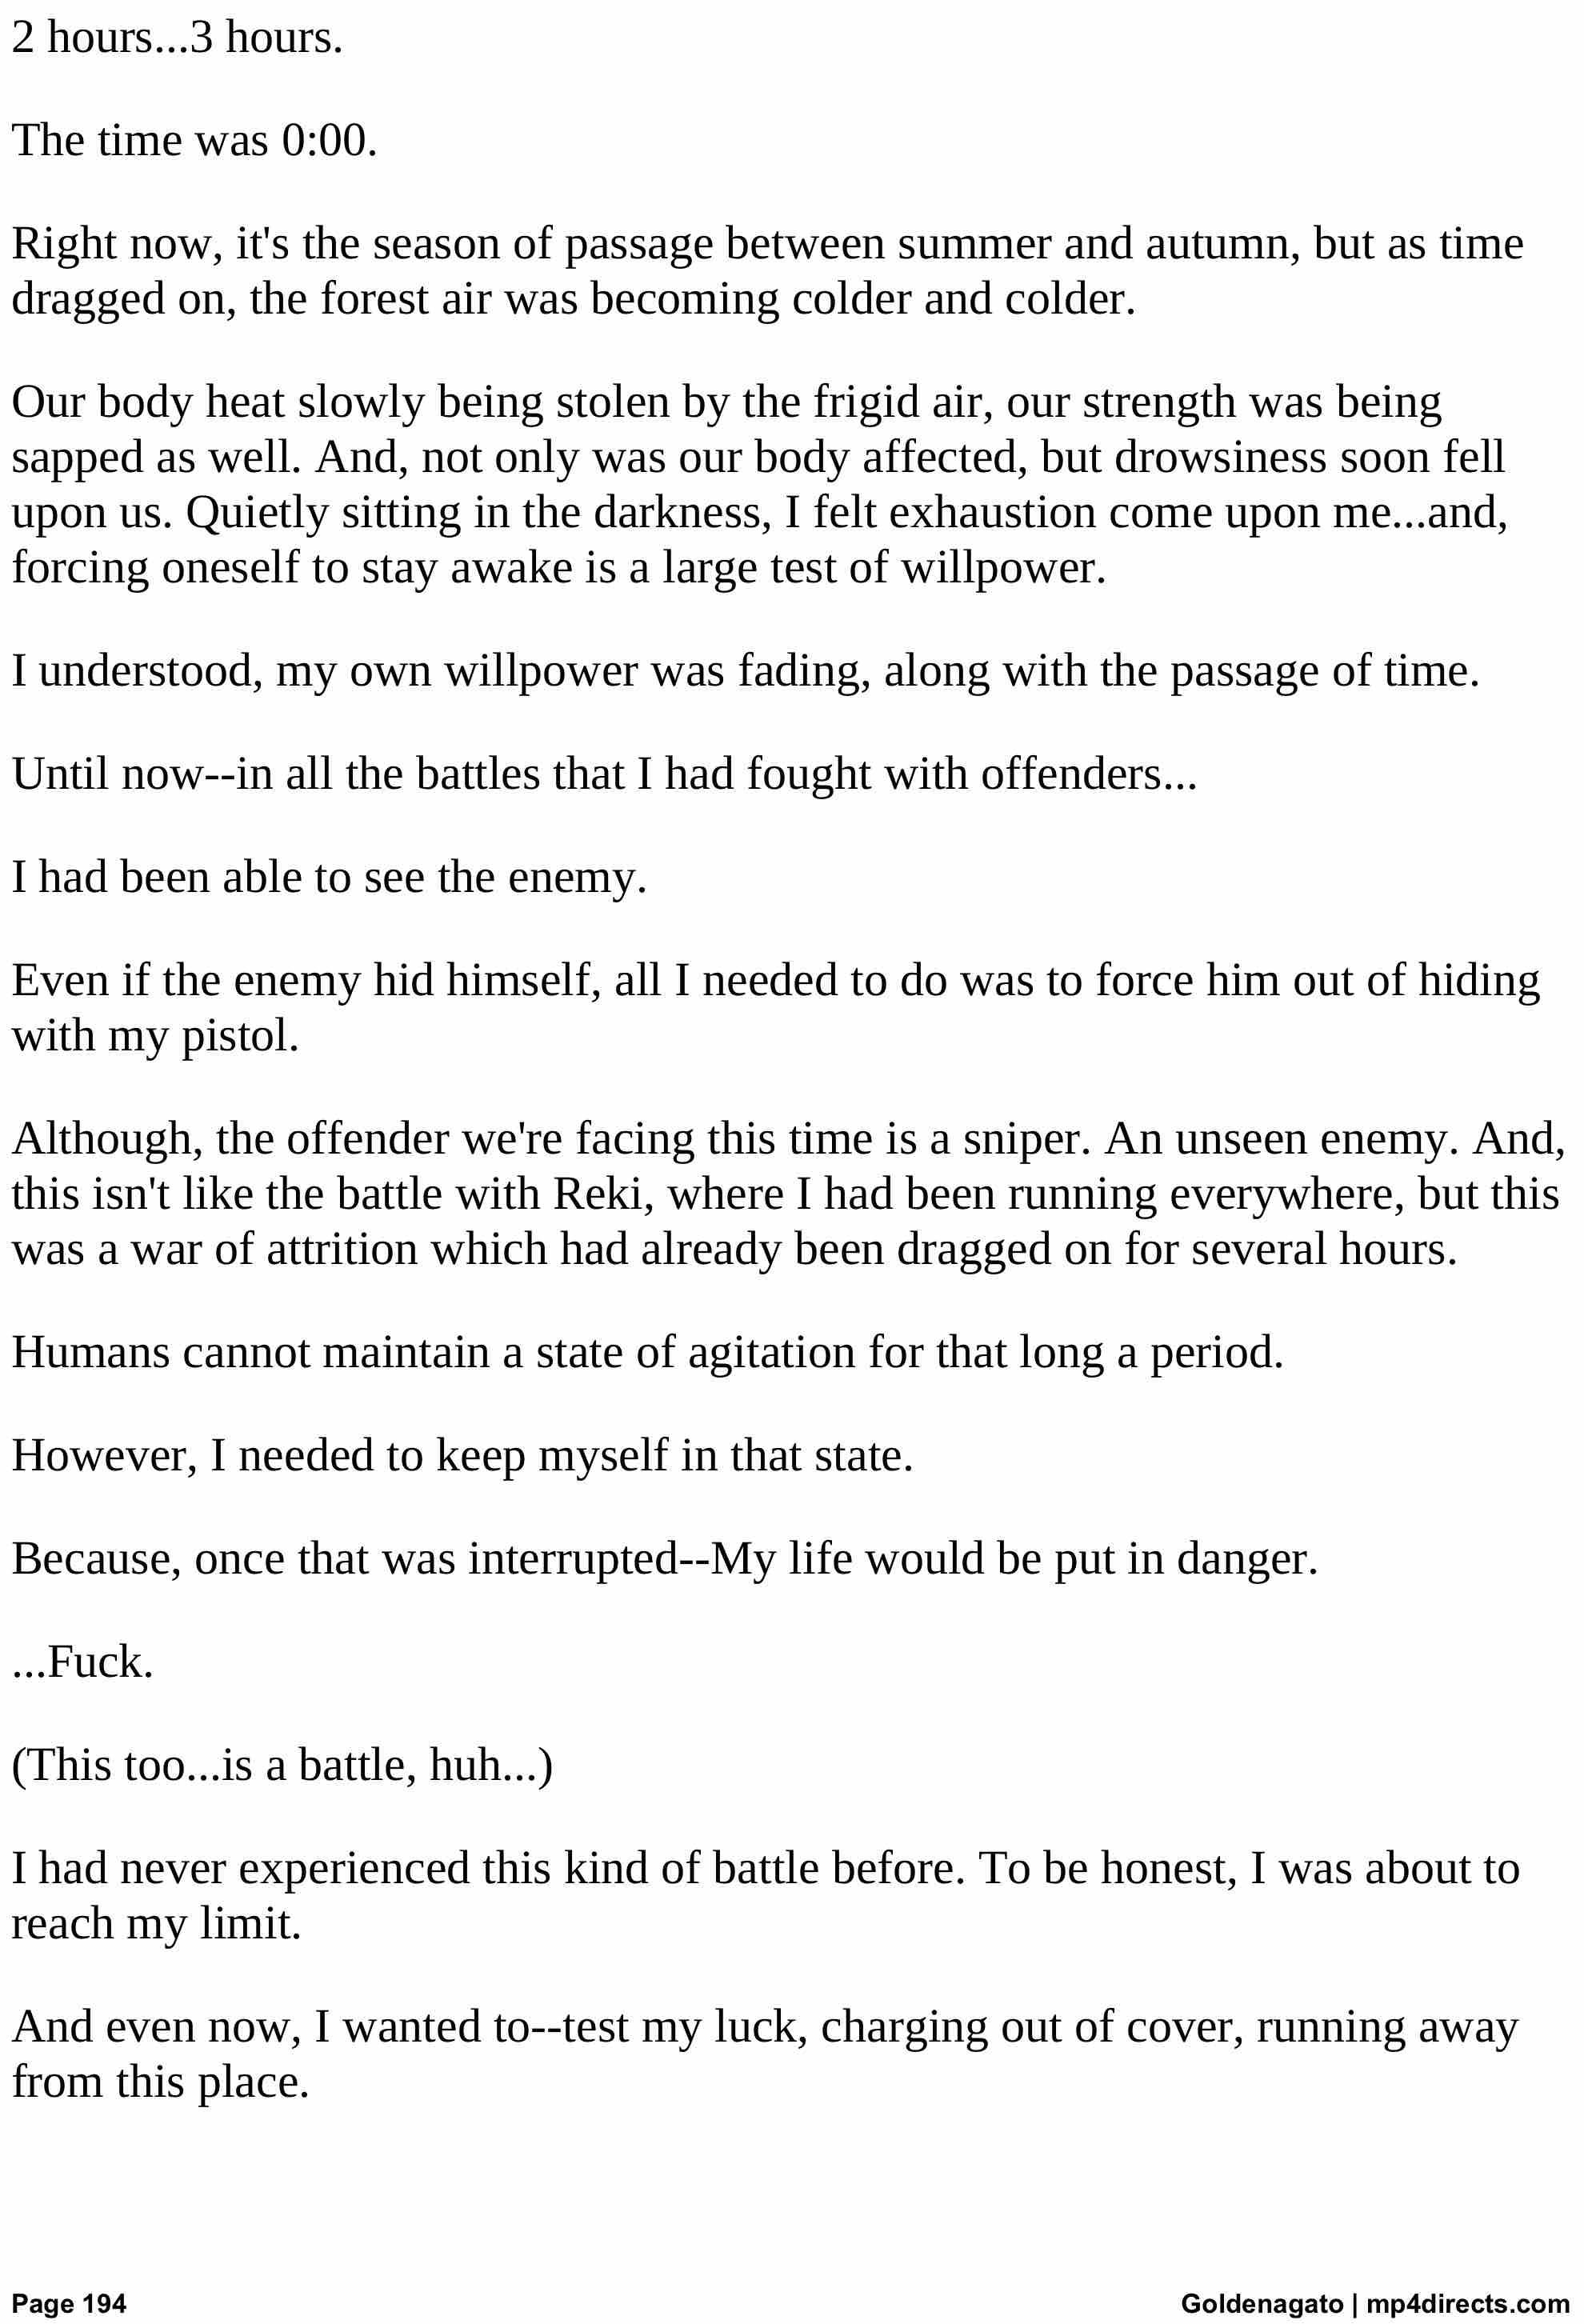 2 hours...3 hours.
The time was 0:00.
Right now, it's the season of passage between summer and autumn, but as time
dragged on, the forest air was becoming colder and colder.
Our body heat slowly being stolen by the frigid air, our strength was being
sapped as well. And, not only was our body affected, but drowsiness soon fell
upon us. Quietly sitting in the darkness, I felt exhaustion come upon me...and,
forcing oneself to stay awake is a large test of willpower.
I understood, my own willpower was fading, along with the passage of time.
Until now--in all the battles that I had fought with offenders...
I had been able to see the enemy.
Even if the enemy hid himself, all I needed to do was to force him out of hiding
with my pistol.
Although, the offender we're facing this time is a sniper. An unseen enemy. And,
this isn't like the battle with Reki, where I had been running everywhere, but this
was a war of attrition which had already been dragged on for several hours.
Humans cannot maintain a state of agitation for that long a period.
However, I needed to keep myself in that state.
Because, once that was interrupted--My life would be put in danger.
...Fuck.
(This too...is a battle, huh...)
I had never experienced this kind of battle before. To be honest, I was about to
reach my limit.
And even now, I wanted to--test my luck, charging out of cover, running away
from this place.
Page 194
Goldenagato | mp4directs.com